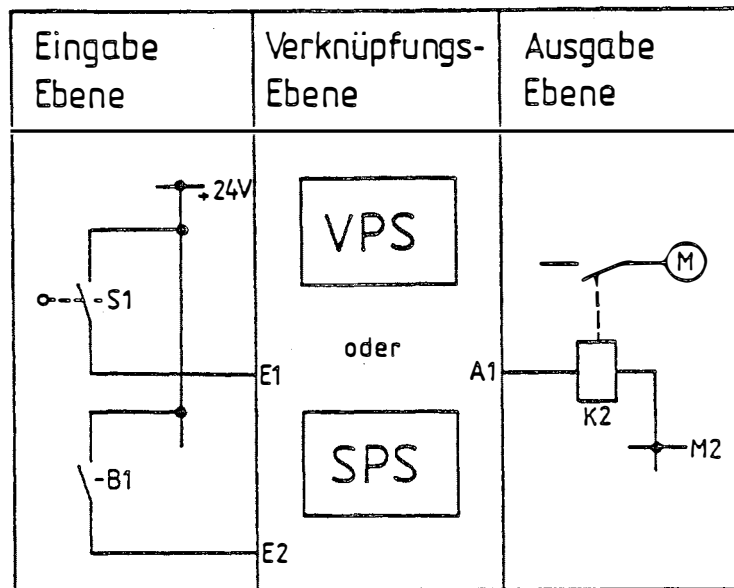 Eingabe
Ebene
Verknüpfungs-
Ebene
Ausgabe
Ebene
+24V
S1
E1
B1
E2
VPS
oder
SPS
M
A1
K2
M2